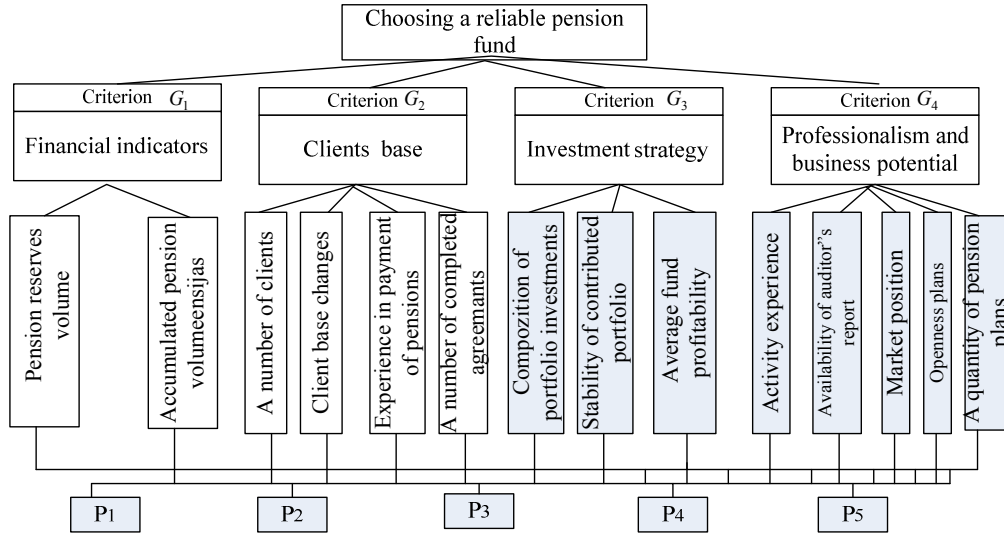 Choosing a reliable pension
fund
Criterion G1
Criterion G2
Criterion G3
Criterion G4
Financial indicators
Clients base
Investment strategy
Professionalism and
business potential
Pension reserves
volume
Accumulated pension
volumeensijas
A number of clients
Client base changes
Experience in payment
of pensions
A number of completed
agreemants
Compozition of
portfolio investments
Stability of contributed
portfolio
Average fund
profitability
Activity experience
Availability of auditor"s
report
Market position
Openness plans
A quantity of pension
plans
P1
P2
P3
P4
P5